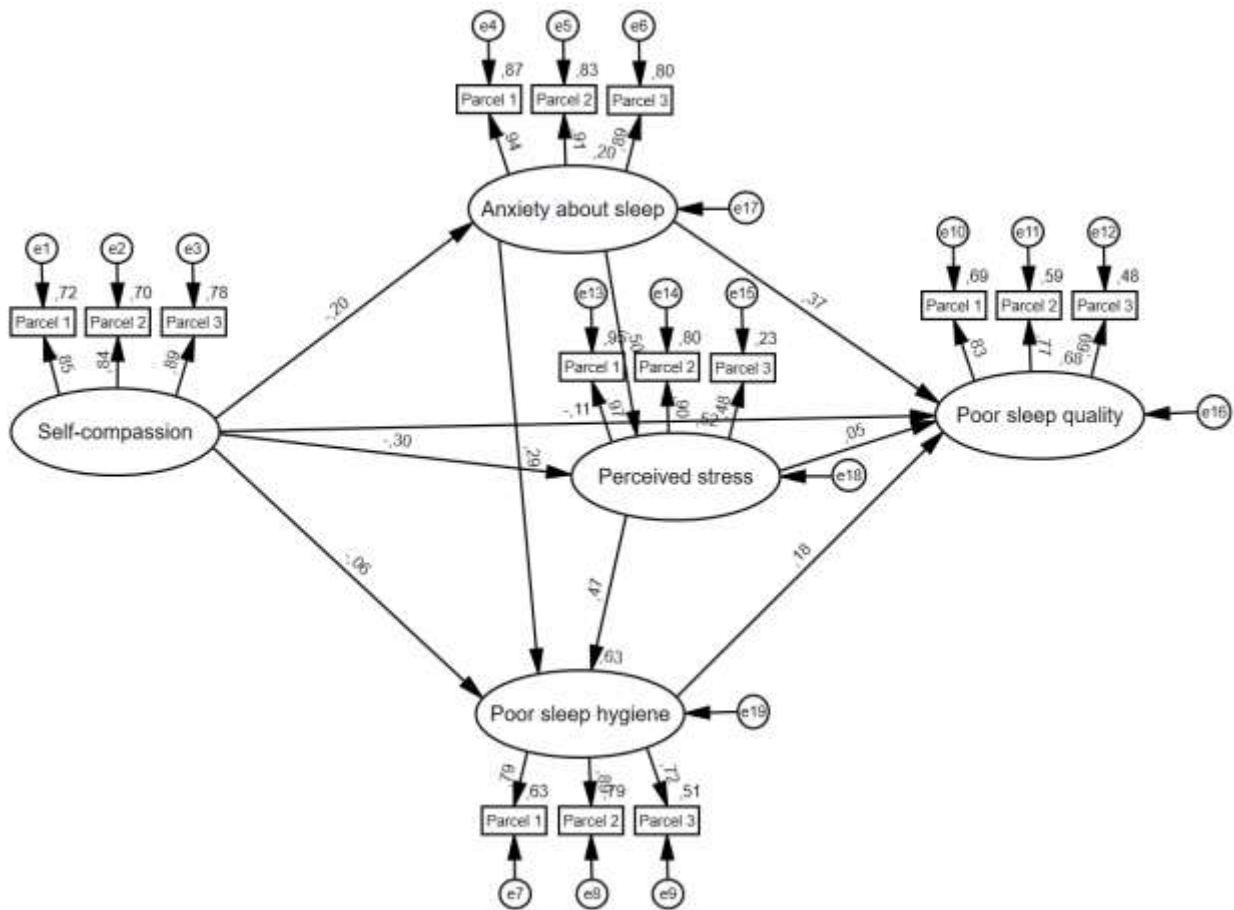 e4 e5 e6
,87 ,83 ,80
Parcel 1 Parcel 2 Parcel 3
,94 ,91 ,89
,20
Anxiety about sleep
e17
e1 e2 e3
,72 ,70 ,78
Parcel 1 Parcel 2 Parcel 3
,85 ,84 ,89
Self-compassion
e10 e11 e12
,69 ,59 ,48
Parcel 1 Parcel 2 Parcel 3
,83 ,77 ,69
,68
Poor sleep quality
e16
-,20
,37
e13 e14 e15
,95 ,80 ,23
Parcel 1 Parcel 2 Parcel 3
,50
,97 ,48
-,11
-,30
,29
,05
Perceived stress
e18
-,06
,47
,18
,63
Poor sleep hygiene
e19
,79 ,89 ,72
,63 ,79 ,51
Parcel 1 Parcel 2 Parcel 3
e7 e8 e9